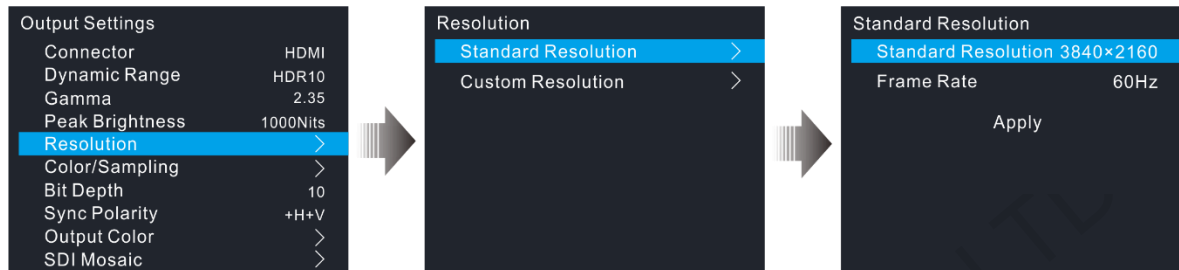 Output Settings
Connector HDMI
Dynamic Range HDR10
Gamma 2.35
Peak Brightness 1000Nits
Resolution >
Color/Sampling >
Bit Depth 10
Sync Polarity +H+V
Output Color >
SDI Mosaic >
Resolution
Standard Resolution >
Custom Resolution >
Standard Resolution
Standard Resolution 3840×2160
Frame Rate 60Hz
Apply